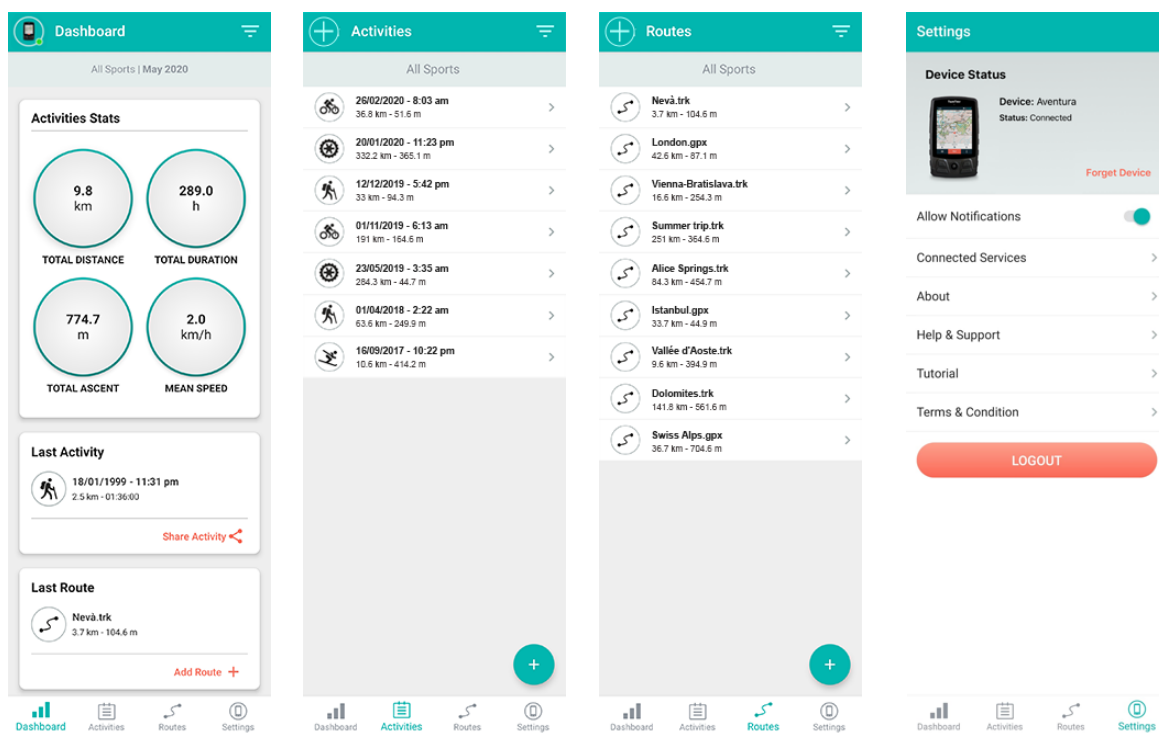 Dashboard
All Sports | May 2020
Activities Stats
9.8
km
289.0
h
TOTAL DISTANCE
TOTAL DURATION
774.7
m
2.0
km/h
TOTAL ASCENT
MEAN SPEED
Last Activity
18/01/1999 - 11:31 pm
2.5 km - 01:36:00
Share Activity
Last Route
Nevà.trk
3.7 km - 104.6 m
Add Route +
Dashboard
Activities
Routes
Settings
Activities
All Sports
26/02/2020 - 8:03 am
36.8 km - 51.6 m
20/01/2020 - 11:23 pm
332.2 km - 365.1 m
12/12/2019 - 5:42 pm
33 km - 94.3 m
01/11/2019 - 6:13 am
191 km - 164.6 m
23/05/2019 - 3:35 am
284.3 km - 44.7 m
01/04/2018 - 2:22 am
63.6 km - 249.9 m
16/09/2017 - 10:22 pm
10.6 km - 414.2 m
Dashboard
Activities
Routes
Settings
Routes
All Sports
Nevà.trk
3.7 km - 104.6 m
London.gpx
42.6 km - 87.1 m
Vienna-Bratislava.trk
16.6 km - 254.3 m
Summer trip.trk
251 km - 364.6 m
Alice Springs.trk
84.3 km - 454.7 m
Istanbul.gpx
33.7 km - 44.9 m
Vallée d'Aoste.trk
9.6 km - 394.9 m
Dolomites.trk
141.8 km - 561.6 m
Swiss Alps.gpx
36.7 km - 704.6 m
Dashboard
Activities
Routes
Settings
Settings
Device Status
Device: Aventura
Status: Connected
Forget Device
Allow Notifications
Connected Services
About
Help & Support
Tutorial
Terms & Condition
LOGOUT
Dashboard
Activities
Routes
Settings